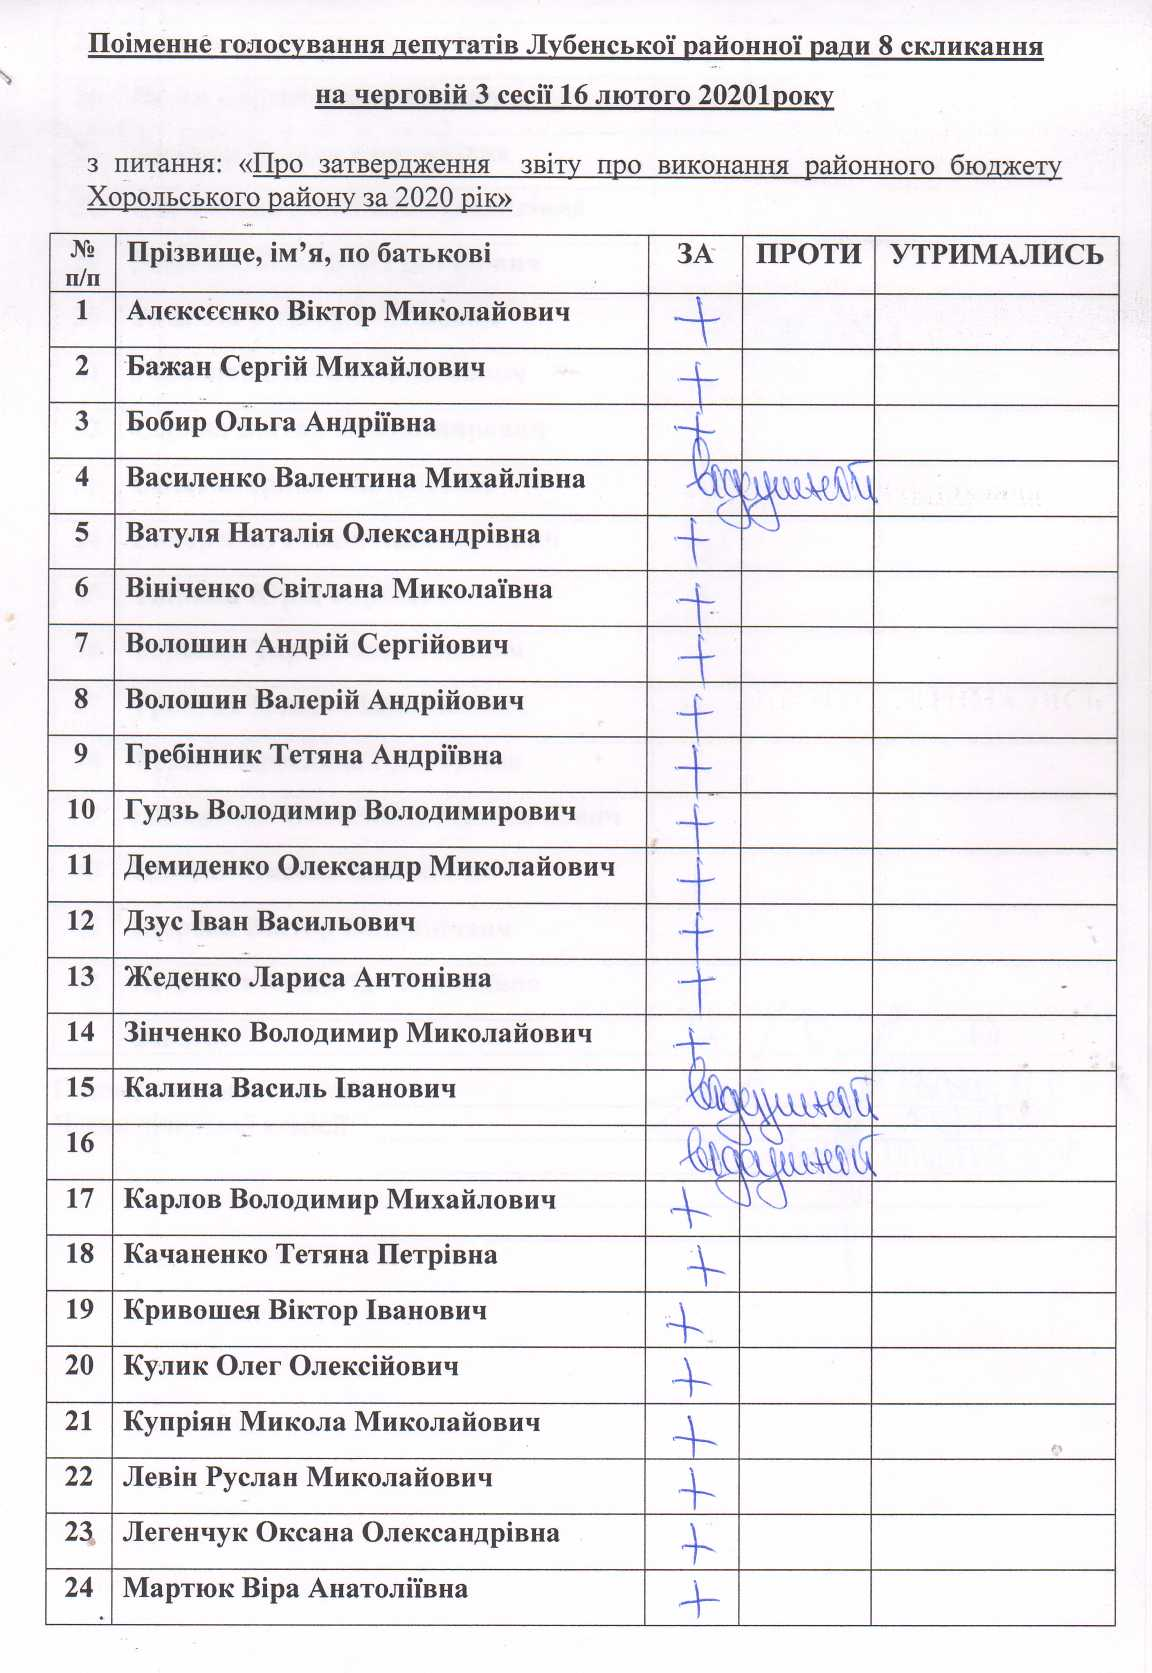 Поіменне голосування депутатів Лубенської районної ради 8 скликання
на черговій 3 сесії 16 лютого 20201року
з питання: «Про затвердження звіту про виконання районного бюджету
Хорольського району за 2020 рік»
№ п/п Прізвище, ім’я, по батькові ЗА ПРОТИ УТРИМАЛИСЬ
1 Алєксєєнко Віктор Миколайович +
2 Бажан Сергій Михайлович +
3 Бобир Ольга Андріївна +
4 Василенко Валентина Михайлівна відсутній
5 Ватуля Наталія Олександрівна +
6 Вініченко Світлана Миколаївна +
7 Волошин Андрій Сергійович +
8 Волошин Валерій Андрійович +
9 Гребінник Тетяна Андріївна +
10 Гудзь Володимир Володимирович +
11 Демиденко Олександр Миколайович +
12 Дзус Іван Васильович +
13 Жеденко Лариса Антонівна +
14 Зінченко Володимир Миколайович +
15 Калина Василь Іванович відсутній
16 відсутній
17 Карлов Володимир Михайлович +
18 Качаненко Тетяна Петрівна +
19 Кривошея Віктор Іванович +
20 Кулик Олег Олексійович +
21 Купріян Микола Миколайович +
22 Левін Руслан Миколайович +
23 Легенчук Оксана Олександрівна +
24 Мартюк Віра Анатоліївна +